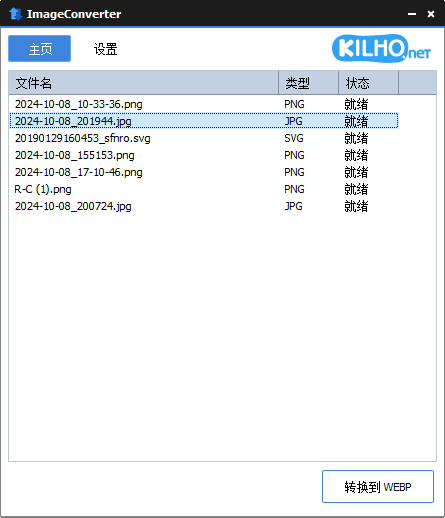 ImageConverter
主页 设置 KILHO.net
文件名 类型 状态
2024-10-08_10-33-36.png PNG 就绪
2024-10-08_201944.jpg JPG 就绪
20190129160453_sfnro.svg SVG 就绪
2024-10-08_155153.png PNG 就绪
2024-10-08_17-10-46.png PNG 就绪
R-C (1).png PNG 就绪
2024-10-08_200724.jpg JPG 就绪
转换到 WEBP